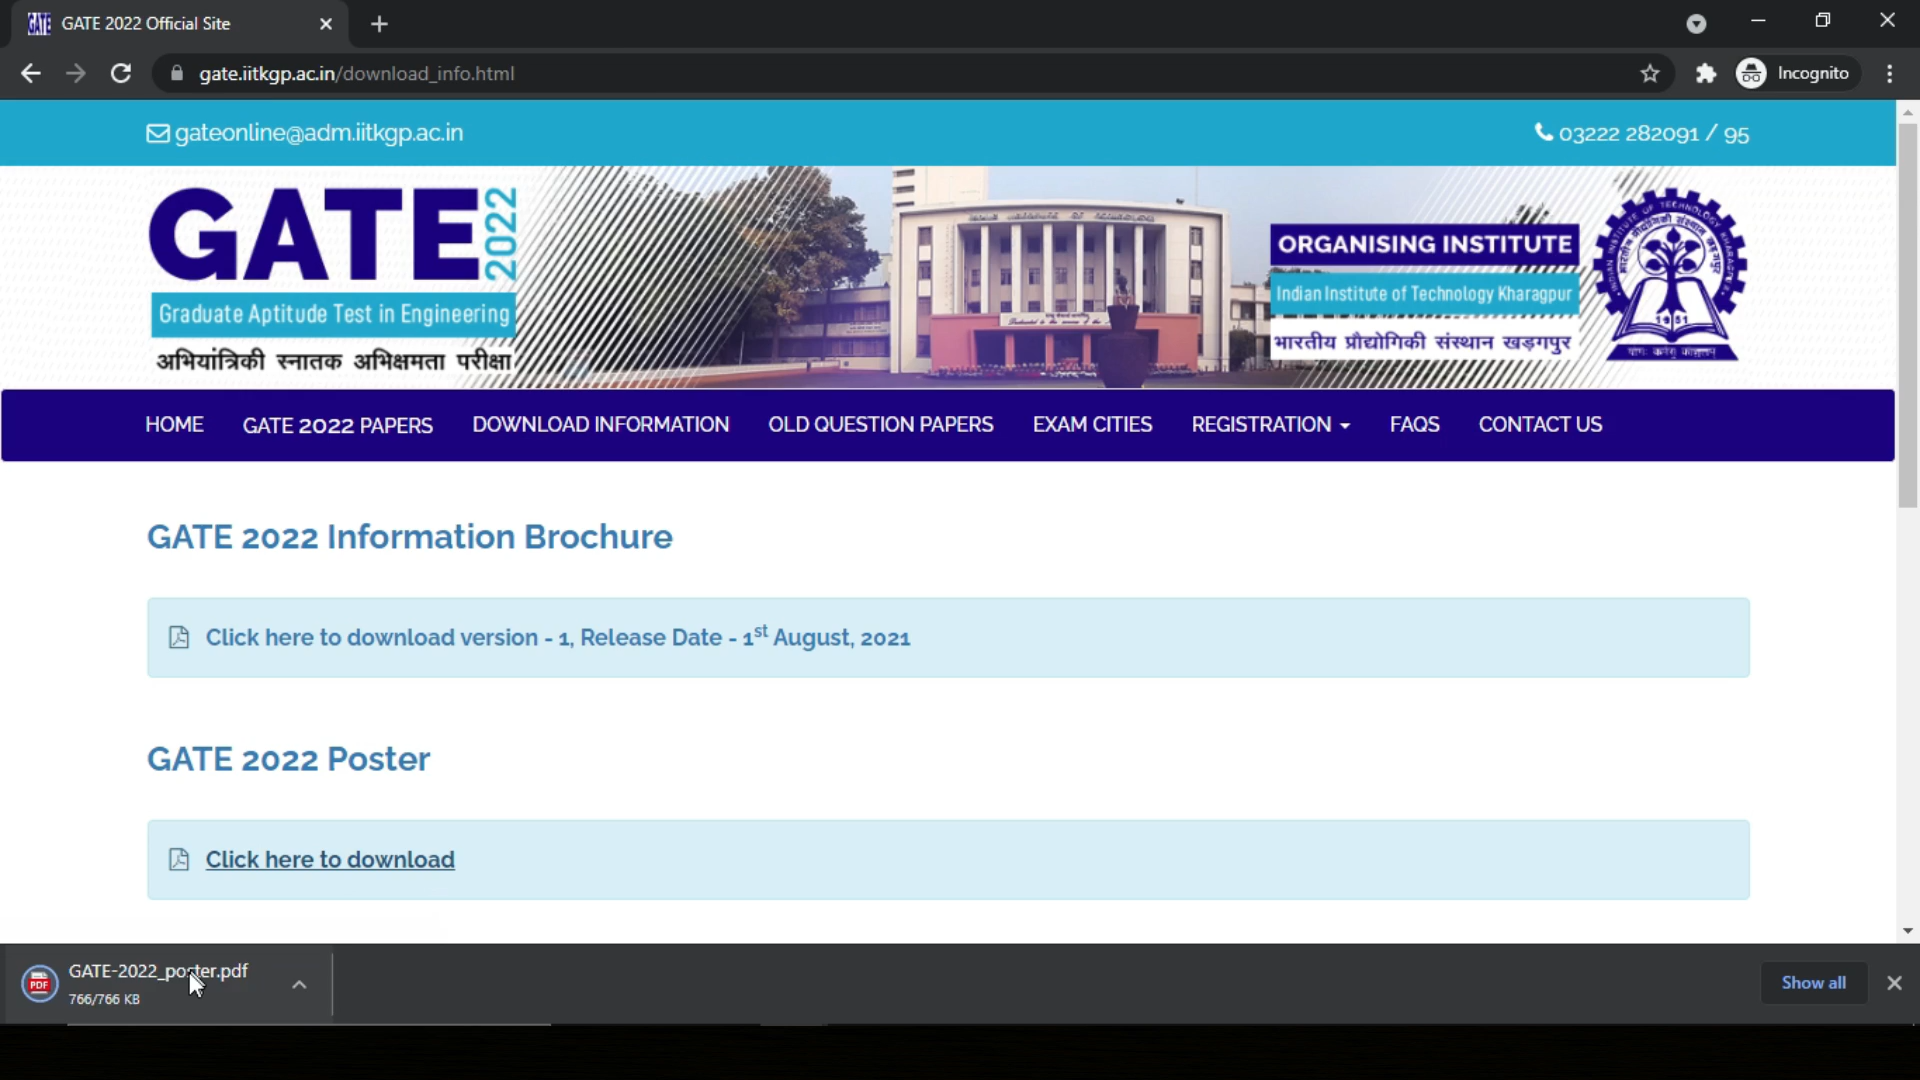 GATE 2022 Official Site
gate.iitkgp.ac.in/download_info.html
Incognito
gateonline@adm.iitkgp.ac.in
03222 282091 / 95
GATE 2022
Graduate Aptitude Test in Engineering
अभियांत्रिकी स्नातक अभिक्षमता परीक्षा
ORGANISING INSTITUTE
Indian Institute of Technology Kharagpur
भारतीय प्रौद्योगिकी संस्थान खड़गपुर
1951
HOME GATE 2022 PAPERS DOWNLOAD INFORMATION OLD QUESTION PAPERS EXAM CITIES REGISTRATION FAQS CONTACT US
GATE 2022 Information Brochure
Click here to download version - 1, Release Date - 1st August, 2021
GATE 2022 Poster
Click here to download
GATE-2022_poster.pdf
766/766 KB
PDF
Show all